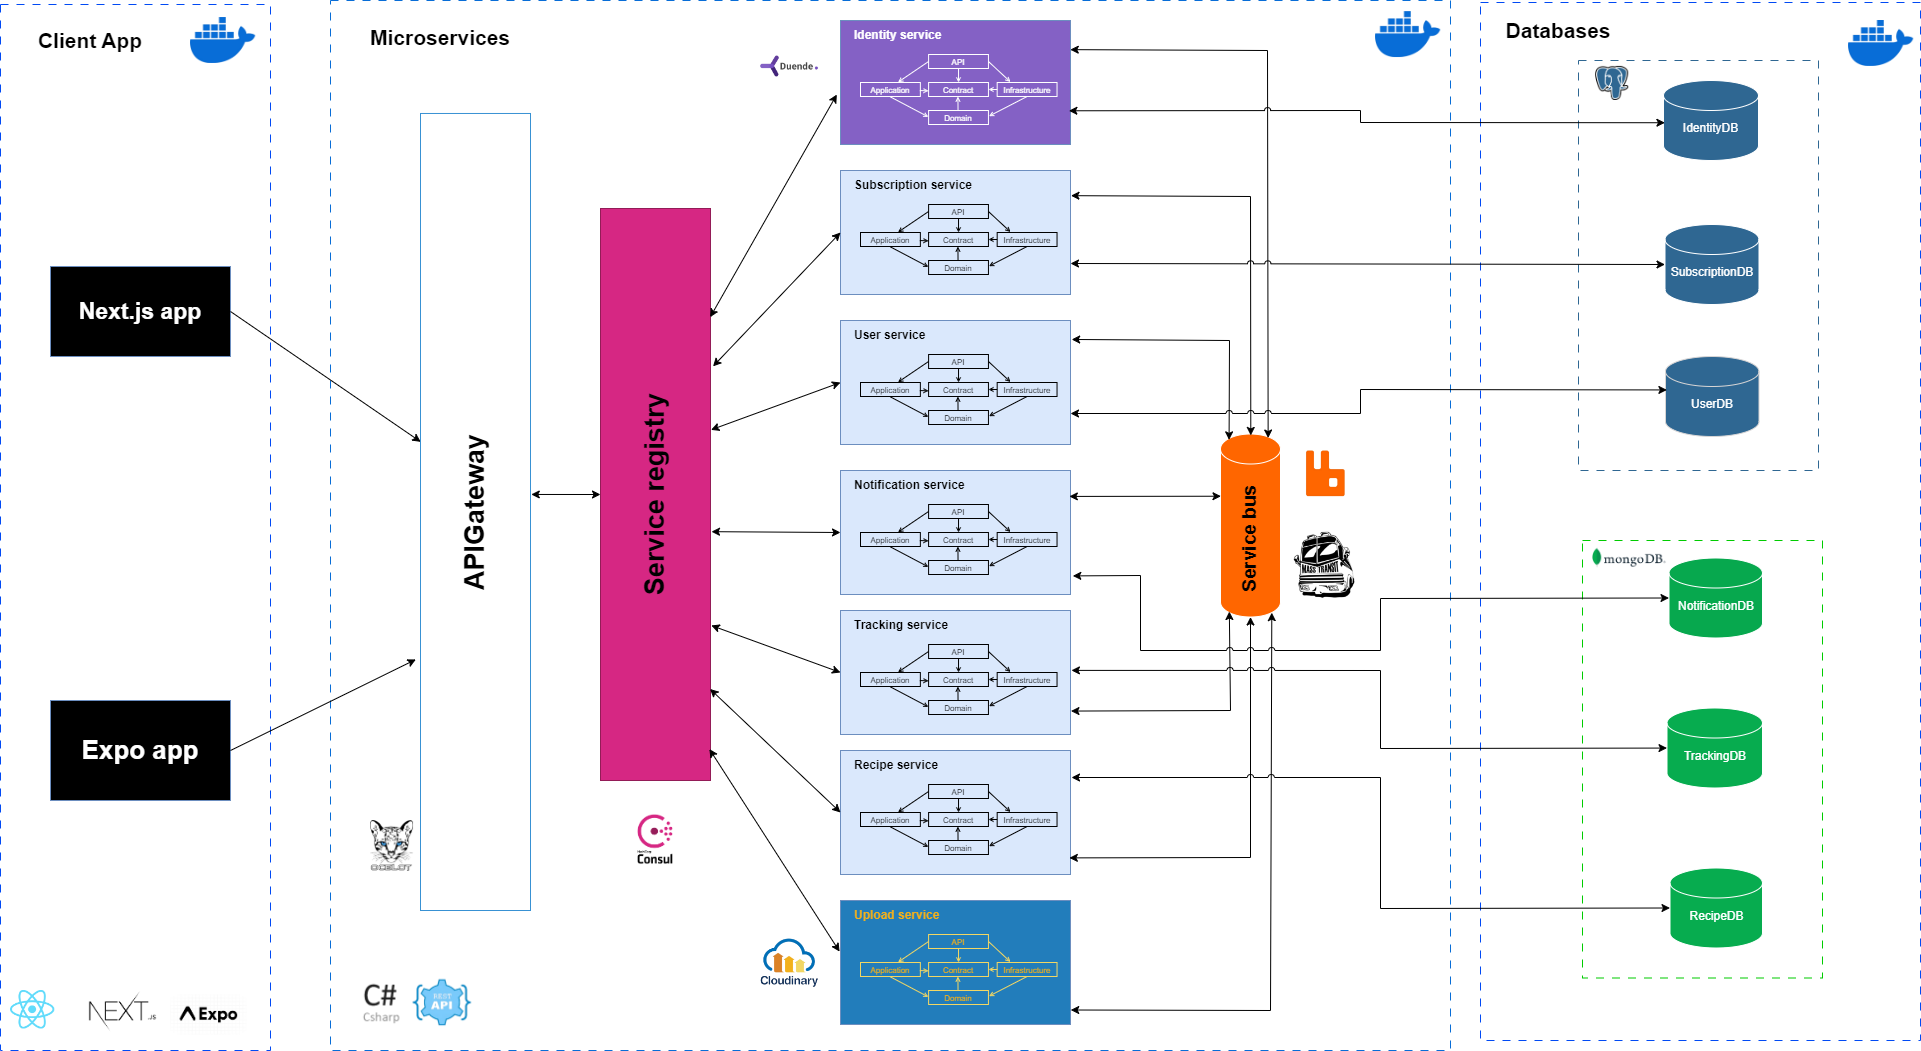 Client App
Microservices
Databases
Next.js app
Expo app
NEXT.JS
Expo
APIGateway
OCELOT
C#
Csharp
REST
API
Service registry
HashiCorp
Consul
Duende.
Identity service
API
Application
Contract
Infrastructure
Domain
Subscription service
API
Application
Contract
Infrastructure
Domain
User service
API
Application
Contract
Infrastructure
Domain
Notification service
API
Application
Contract
Infrastructure
Domain
Tracking service
API
Application
Contract
Infrastructure
Domain
Recipe service
API
Application
Contract
Infrastructure
Domain
Cloudinary
Upload service
API
Application
Contract
Infrastructure
Domain
Service bus
MASS TRANSIT
IdentityDB
SubscriptionDB
UserDB
mongoDB.
NotificationDB
TrackingDB
RecipeDB